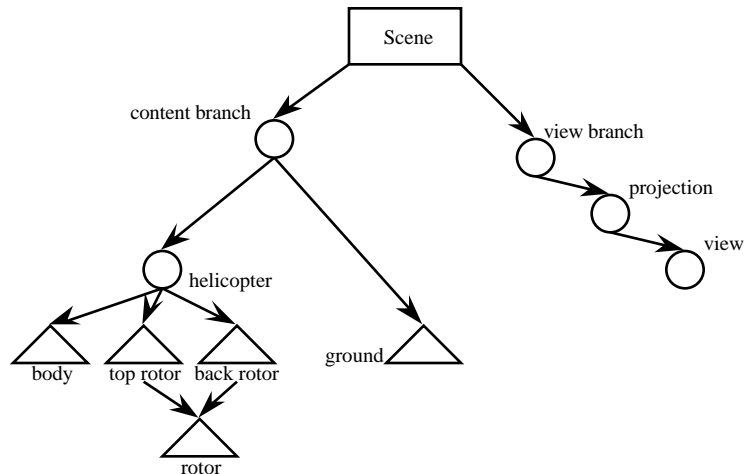 Scene
content branch
view branch
projection
view
helicopter
ground
body
top rotor
back rotor
rotor